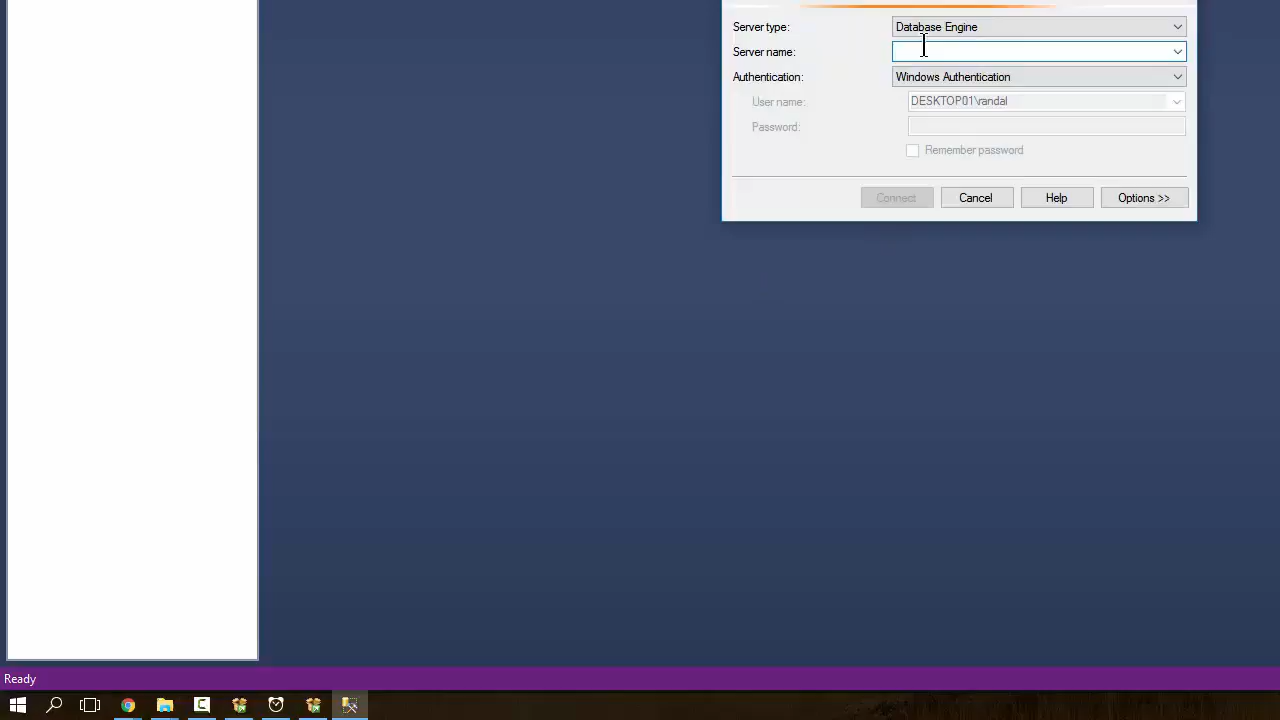 Server type: Database Engine
Server name:
Authentication: Windows Authentication
User name: DESKTOP01\randal
Password:
Remember password
Connect Cancel Help Options >>
Ready